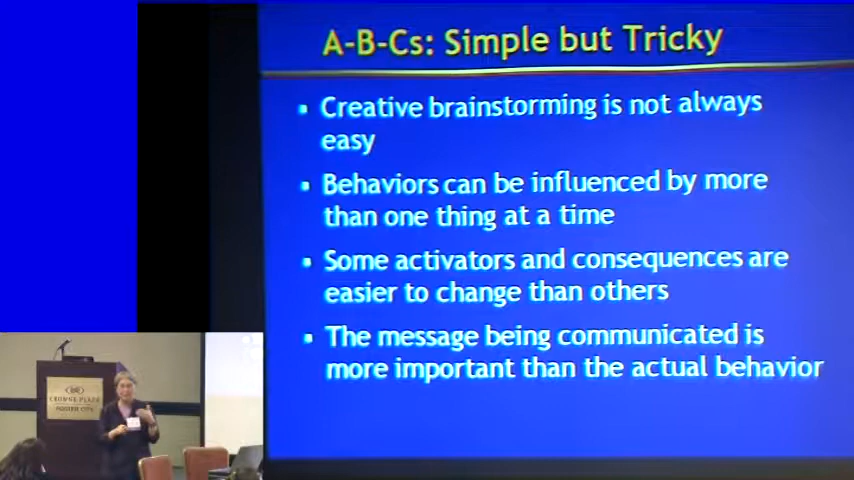 A-B-Cs: Simple but Tricky
Creative brainstorming is not always
easy
Behaviors can be influenced by more
than one thing at a time
Some activators and consequences are
easier to change than others
The message being communicated is
more important than the actual behavior
CROWNE PLAZA
FOSTER CITY